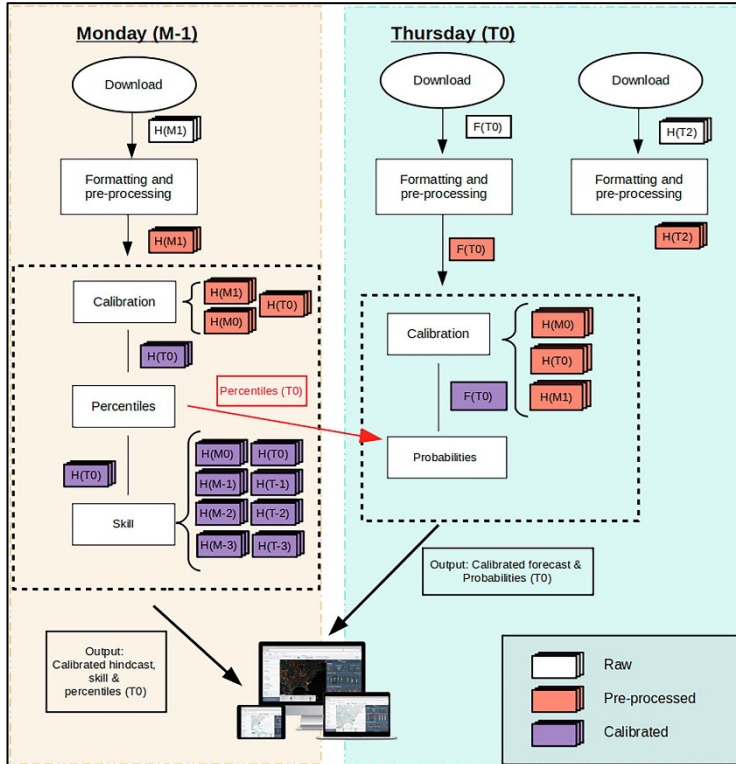 Monday (M-1)
Download
H(M1)
Formatting and
pre-processing
H(M1)
Calibration
H(M1)
H(M0)
H(T0)
H(T0)
Percentiles
H(T0)
Skill
H(M0)
H(T0)
H(M-1)
H(T-1)
H(M-2)
H(T-2)
H(M-3)
H(T-3)
Output:
Calibrated hindcast,
skill &
percentiles (T0)
Percentiles (T0)
Thursday (T0)
Download
F(T0)
Formatting and
pre-processing
F(T0)
Calibration
H(M0)
H(T0)
H(M1)
F(T0)
Probabilities
Output: Calibrated forecast &
Probabilities (T0)
Download
H(T2)
Formatting and
pre-processing
H(T2)
Raw
Pre-processed
Calibrated